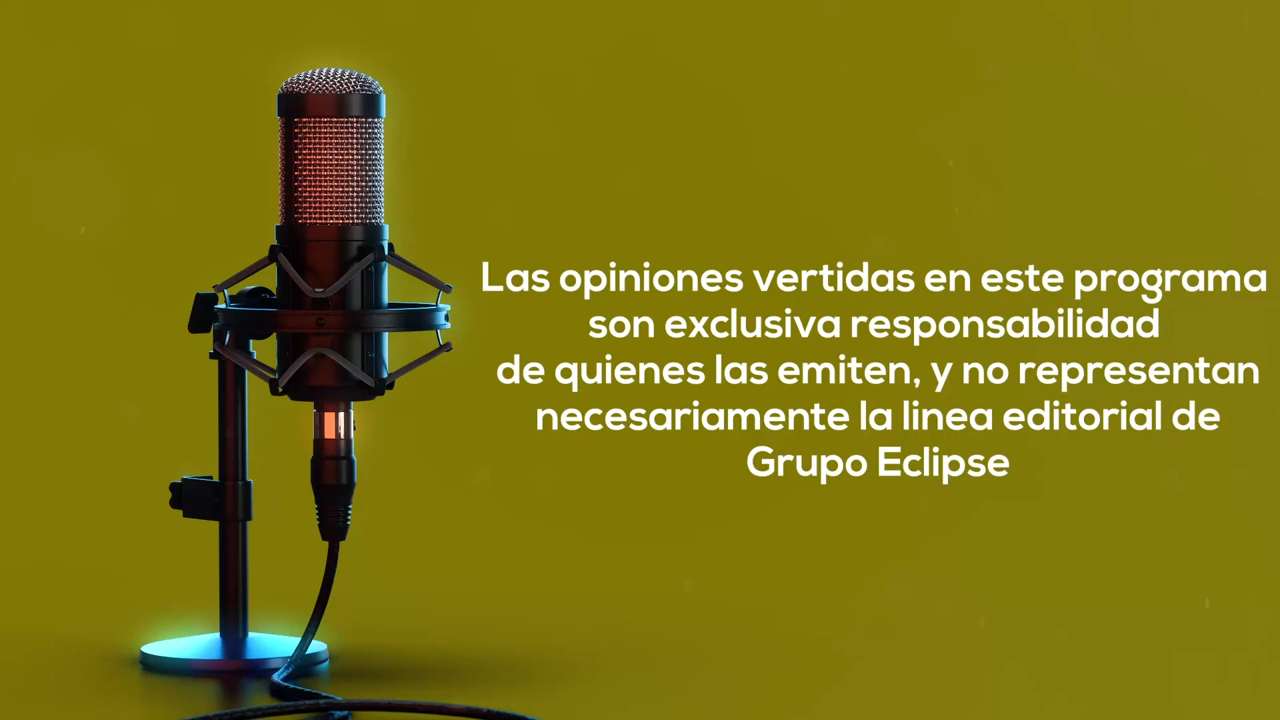 Las opiniones vertidas en este programa
son exclusiva responsabilidad
de quienes las emiten, y no representan
necesariamente la linea editorial de
Grupo Eclipse